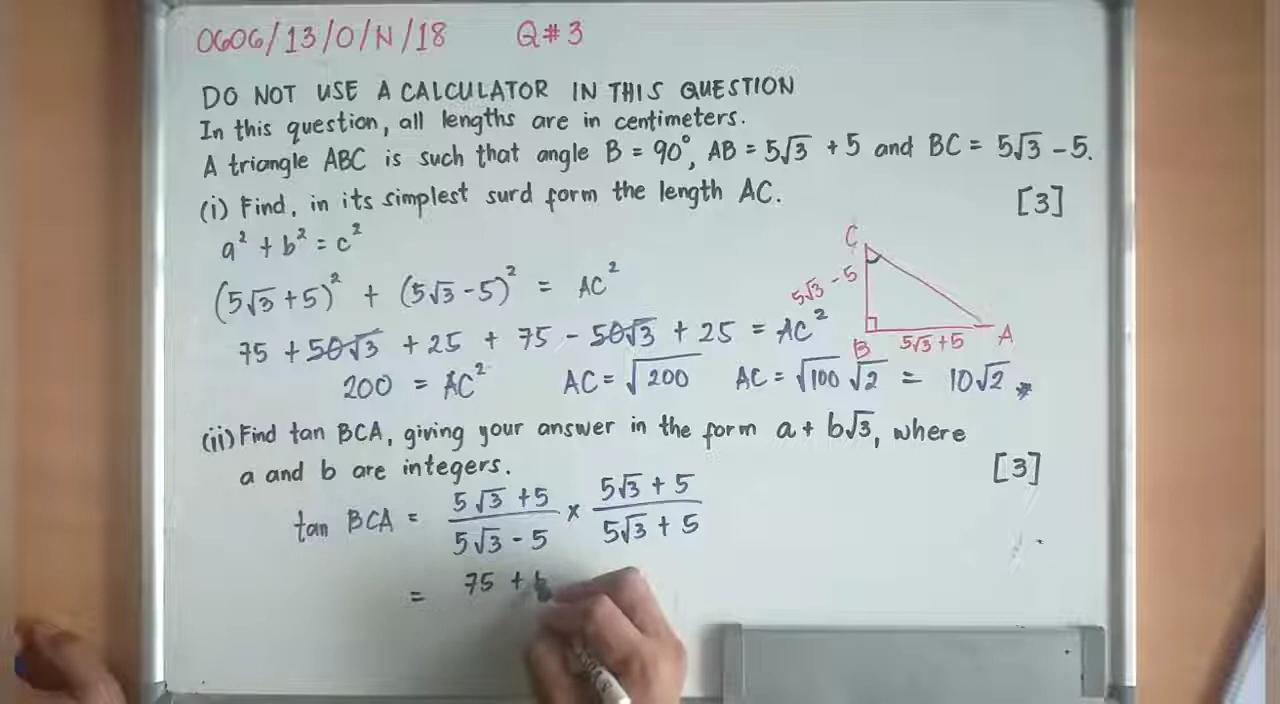 0606/13/O/N/18 Q#3
DO NOT USE A CALCULATOR IN THIS QUESTION
In this question, all lengths are in centimeters.
A triangle ABC is such that angle B = 90°, AB = 5√3 + 5 and BC = 5√3 - 5.
(i) Find, in its simplest surd form the length AC. [3]
a² + b² = c²
(5√3 + 5)² + (5√3 - 5)² = AC²
75 + 50√3 + 25 + 75 - 50√3 + 25 = AC²
200 = AC² AC = √200 AC = √100 √2 = 10√2
C
5√3 - 5
B 5√3 + 5 A
(ii) Find tan BCA, giving your answer in the form a + b√3, where
a and b are integers. [3]
tan BCA = (5√3 + 5)/(5√3 - 5) × (5√3 + 5)/(5√3 + 5)
= 75 +